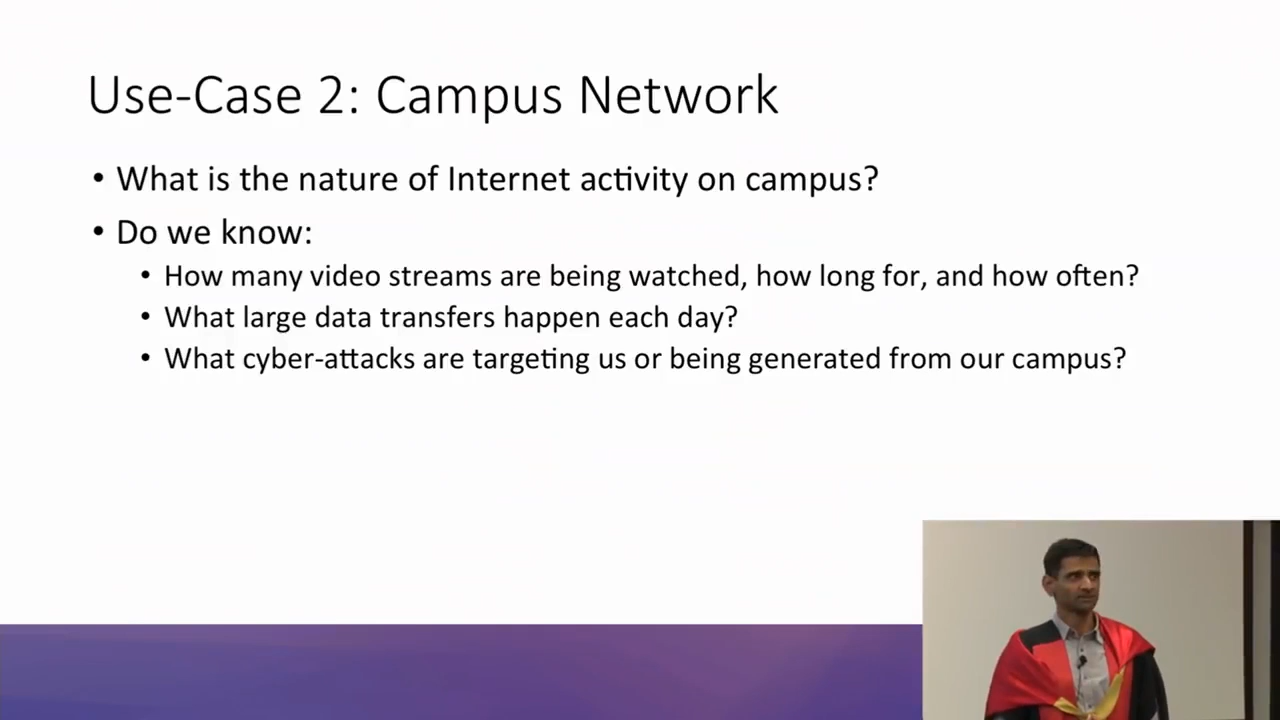 Use-Case 2: Campus Network
• What is the nature of Internet activity on campus?
• Do we know:
• How many video streams are being watched, how long for, and how often?
• What large data transfers happen each day?
• What cyber-attacks are targeting us or being generated from our campus?